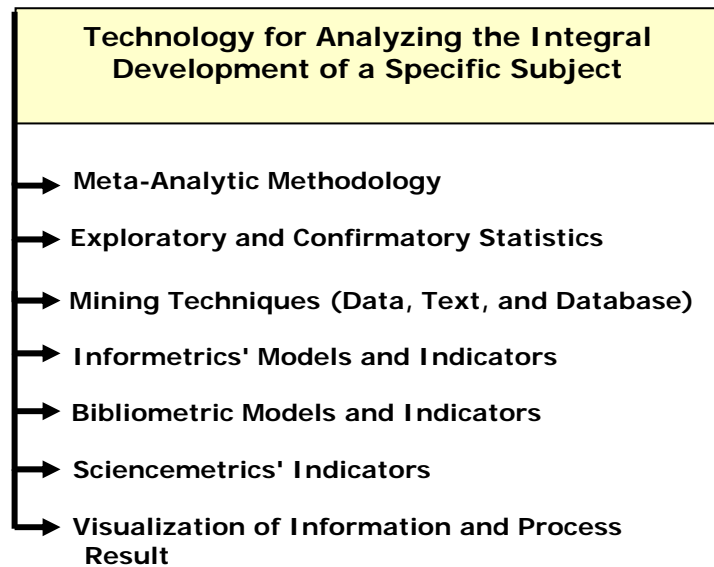 Technology for Analyzing the Integral
Development of a Specific Subject
Meta-Analytic Methodology
Exploratory and Confirmatory Statistics
Mining Techniques (Data, Text, and Database)
Informetrics' Models and Indicators
Bibliometric Models and Indicators
Sciencemetrics' Indicators
Visualization of Information and Process
Result